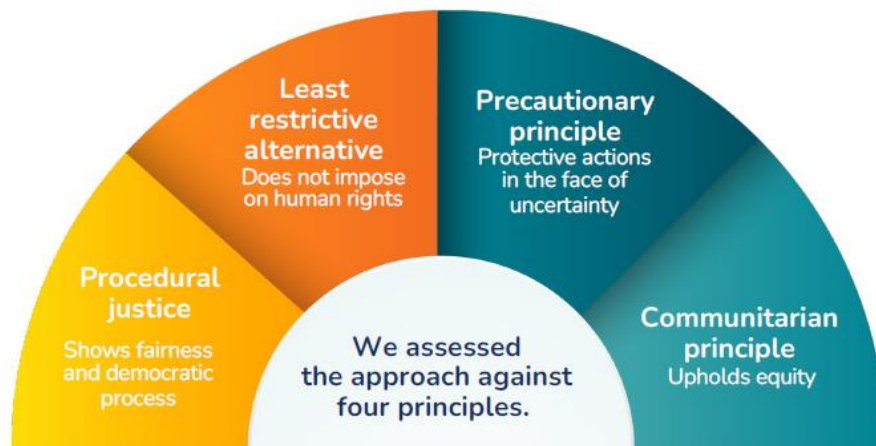 Procedural
justice
Shows fairness
and democratic
process
Least
restrictive
alternative
Does not impose
on human rights
Precautionary
principle
Protective actions
in the face of
uncertainty
Communitarian
principle
Upholds equity
We assessed
the approach against
four principles.